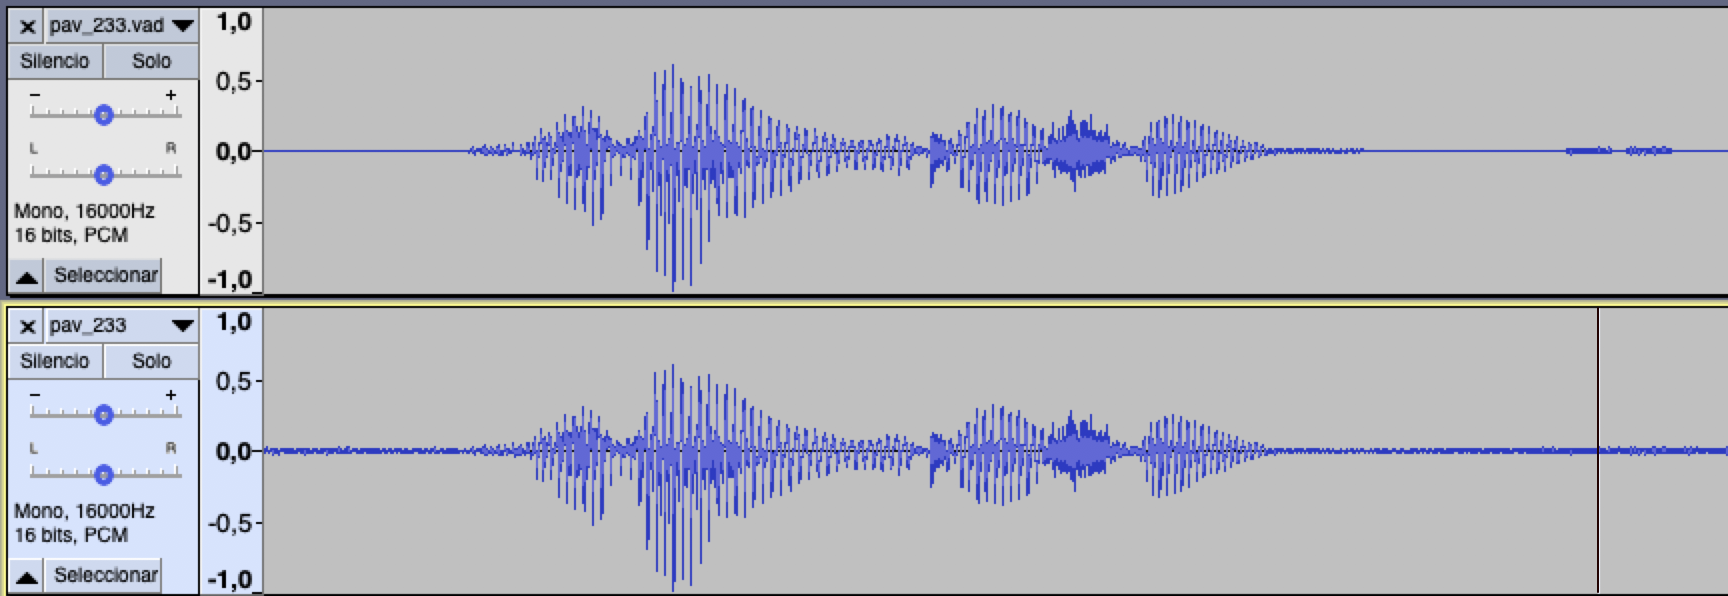 × pav_233.vad ▼
Silencio Solo
- +
L R
Mono, 16000Hz
16 bits, PCM
▲ Seleccionar
1,0
0,5
0,0
-0,5
-1,0
× pav_233 ▼
Silencio Solo
- +
L R
Mono, 16000Hz
16 bits, PCM
▲ Seleccionar
1,0
0,5
0,0
-0,5
-1,0